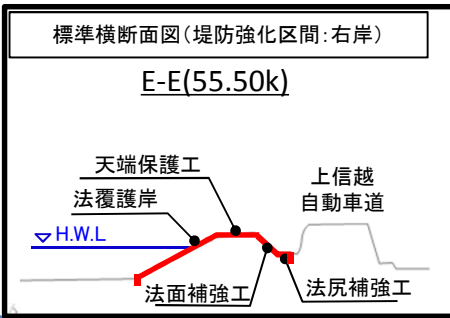 標準横断面図(堤防強化区間:右岸)
E-E(55.50k)
天端保護工
法覆護岸
上信越
自動車道
▽H.W.L
法面補強工
法尻補強工